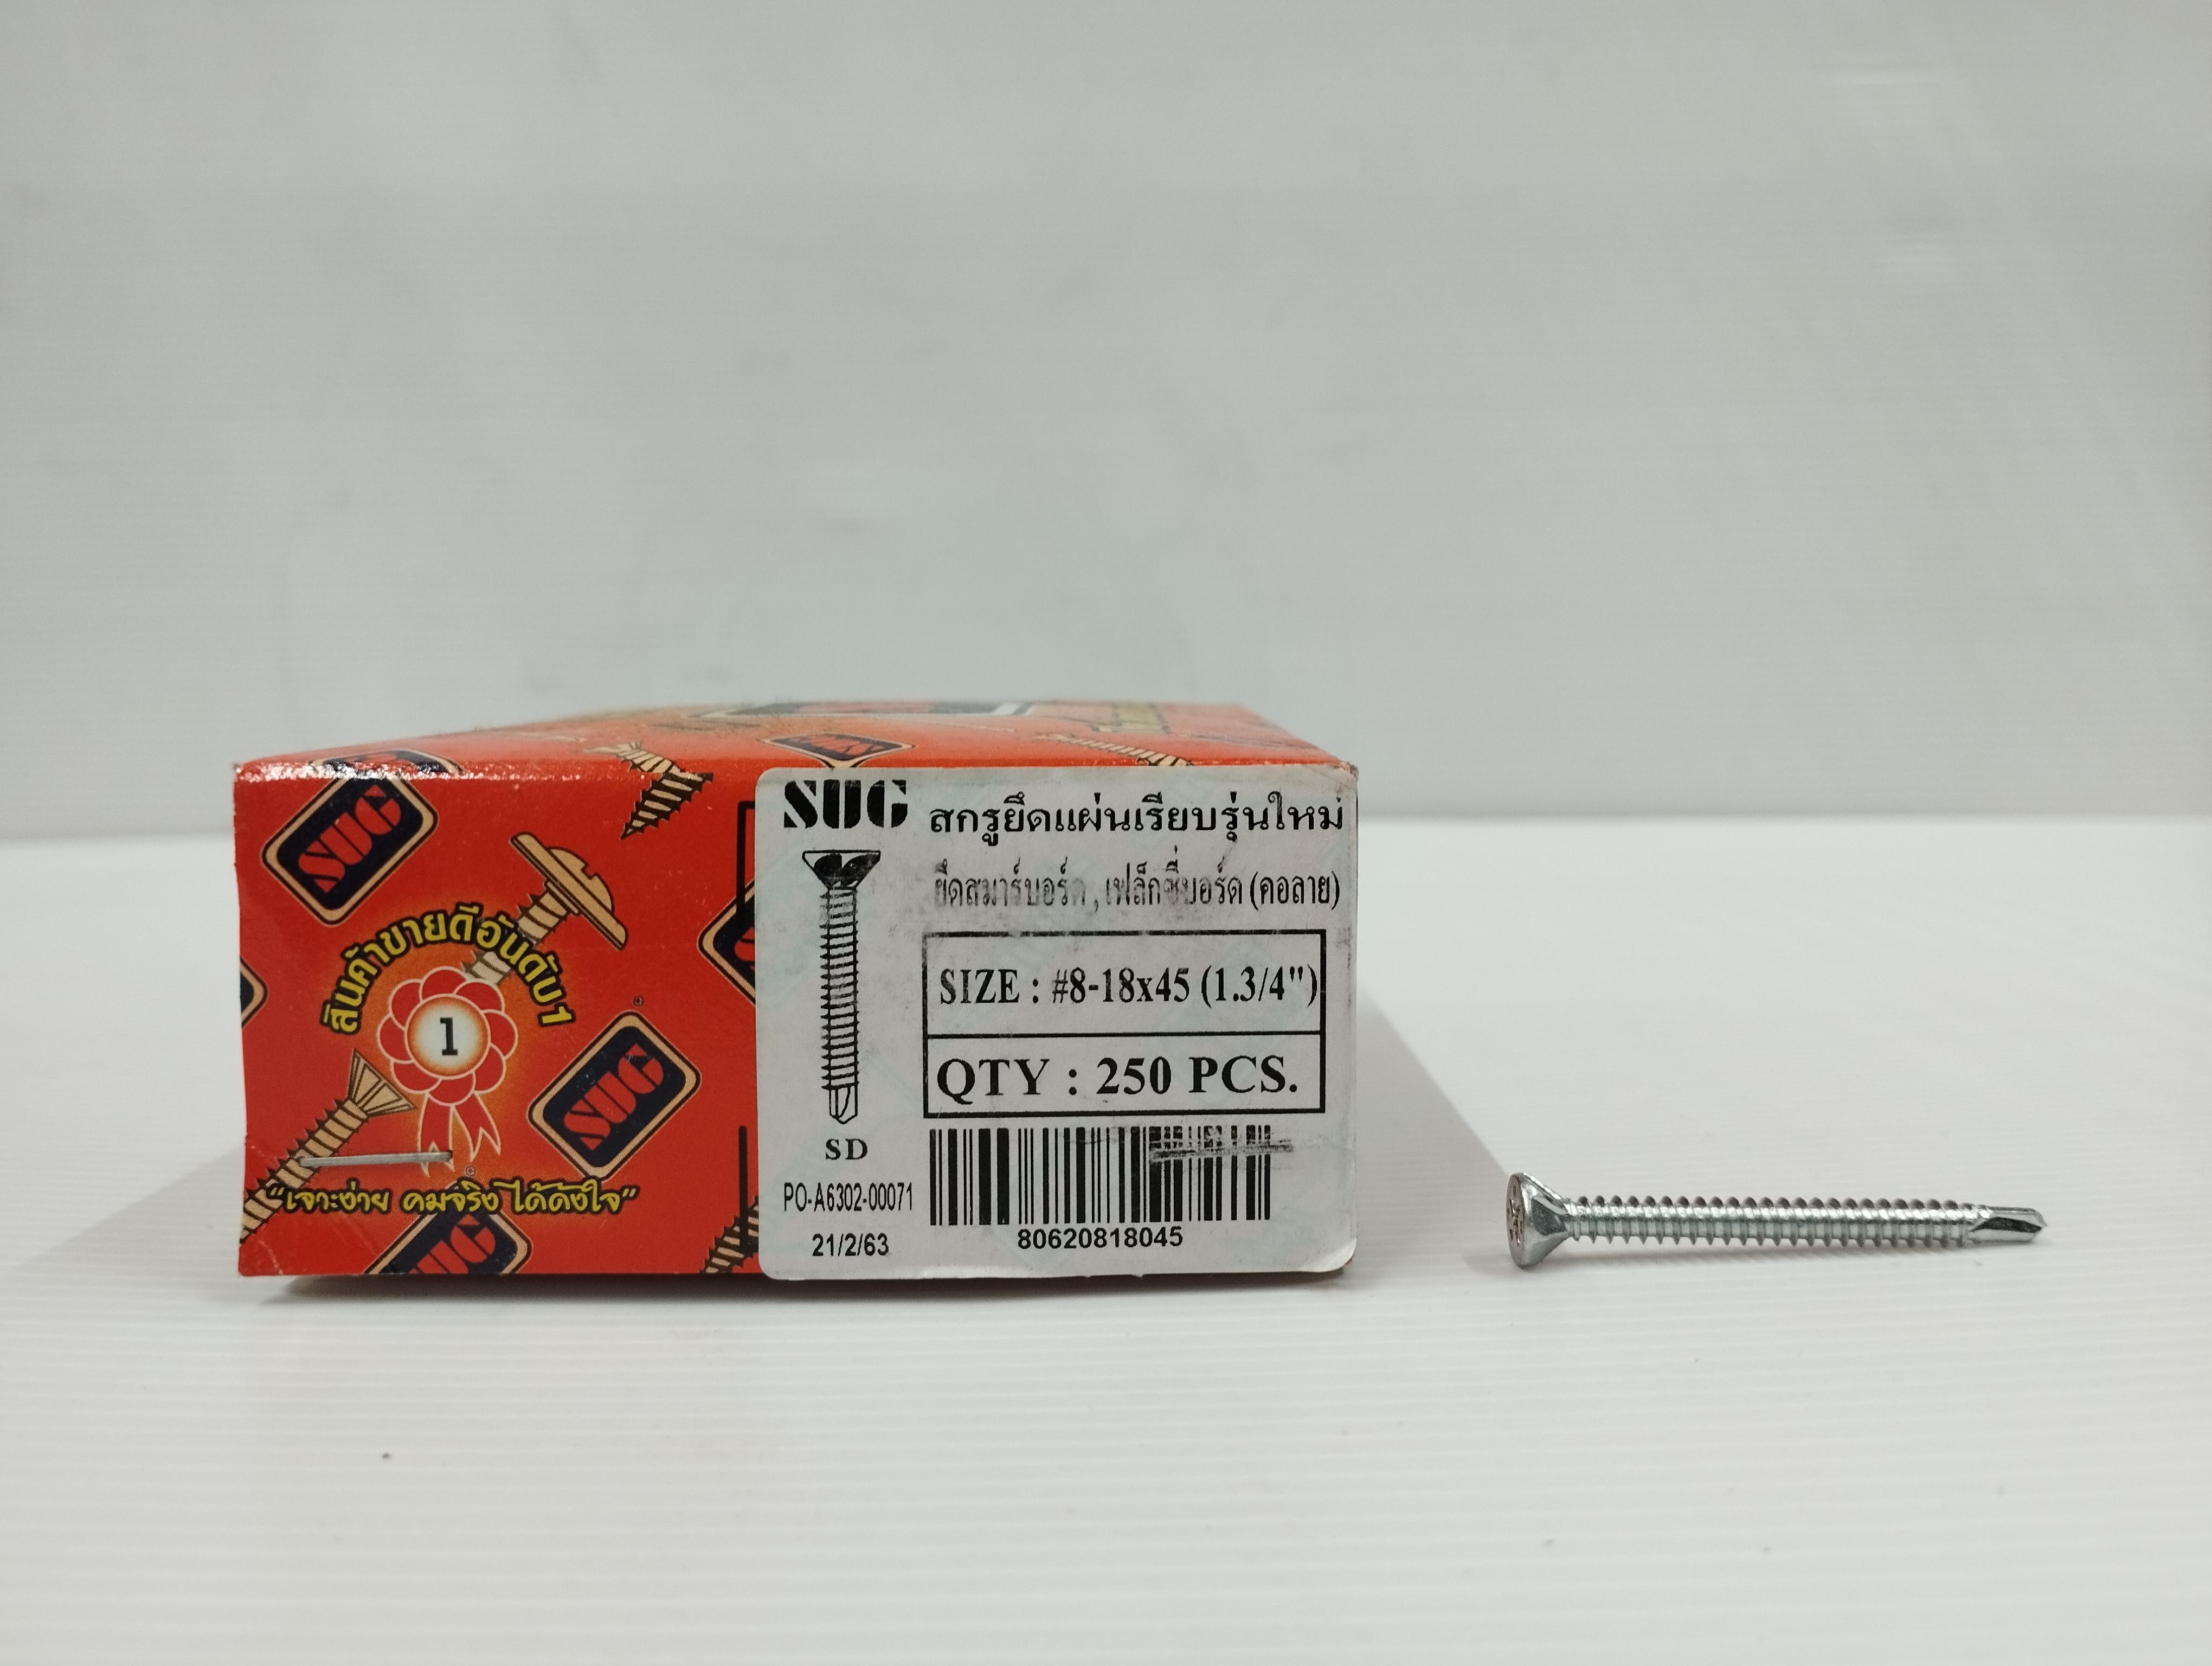 SUG
สินค้าขายดีอันดับ1
1
SUG
"เจาะง่าย คมจริง ได้ดั่งใจ"
SUG
SUG สกรูยึดแผ่นเรียบรุ่นใหม่
ยึดสมาร์บอร์ด , เฟล็กซี่บอร์ด (คอลาย)
SIZE : #8-18x45 (1.3/4")
QTY : 250 PCS.
SD
PO-A6302-00071
21/2/63
80620818045